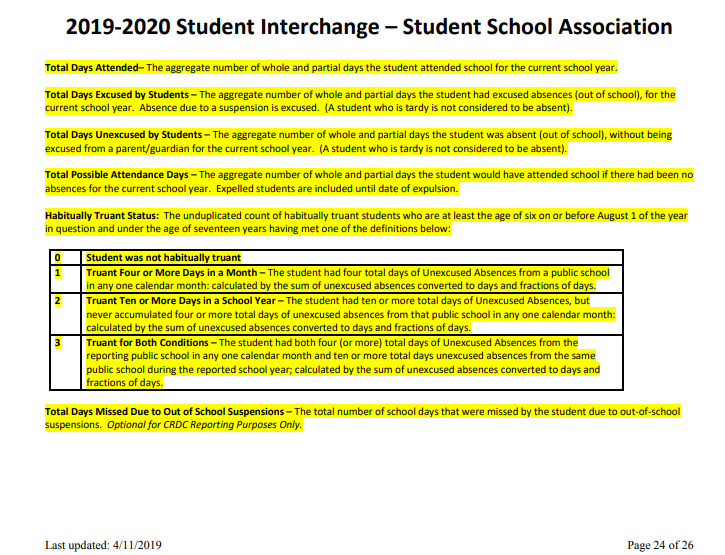 2019-2020 Student Interchange – Student School Association
Total Days Attended– The aggregate number of whole and partial days the student attended school for the current school year.
Total Days Excused by Students – The aggregate number of whole and partial days the student had excused absences (out of school), for the
current school year.  Absence due to a suspension is excused.  (A student who is tardy is not considered to be absent).
Total Days Unexcused by Students – The aggregate number of whole and partial days the student was absent (out of school), without being
excused from a parent/guardian for the current school year.  (A student who is tardy is not considered to be absent).
Total Possible Attendance Days – The aggregate number of whole and partial days the student would have attended school if there had been no
absences for the current school year.  Expelled students are included until date of expulsion.
Habitually Truant Status:  The unduplicated count of habitually truant students who are at least the age of six on or before August 1 of the year
in question and under the age of seventeen years having met one of the definitions below:
0 Student was not habitually truant
1 Truant Four or More Days in a Month – The student had four total days of Unexcused Absences from a public school
in any one calendar month: calculated by the sum of unexcused absences converted to days and fractions of days.
2 Truant Ten or More Days in a School Year – The student had ten or more total days of Unexcused Absences, but
never accumulated four or more total days of unexcused absences from that public school in any one calendar month:
calculated by the sum of unexcused absences converted to days and fractions of days.
3 Truant for Both Conditions – The student had both four (or more) total days of Unexcused Absences from the
reporting public school in any one calendar month and ten or more total days unexcused absences from the same
public school during the reported school year; calculated by the sum of unexcused absences converted to days and
fractions of days.
Total Days Missed Due to Out of School Suspensions – The total number of school days that were missed by the student due to out-of-school
suspensions.  Optional for CRDC Reporting Purposes Only.
Last updated: 4/11/2019 Page 24 of 26